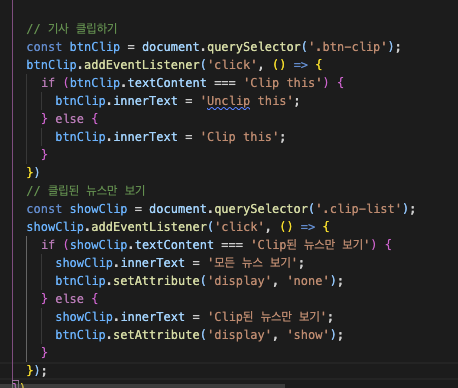 // 기사 클립하기
const btnClip = document.querySelector('.btn-clip');
btnClip.addEventListener('click', () => {
if (btnClip.textContent === 'Clip this') {
btnClip.innerText = 'Unclip this';
} else {
btnClip.innerText = 'Clip this';
}
})
// 클립된 뉴스만 보기
const showClip = document.querySelector('.clip-list');
showClip.addEventListener('click', () => {
if (showClip.textContent === 'Clip된 뉴스만 보기') {
showClip.innerText = '모든 뉴스 보기';
btnClip.setAttribute('display', 'none');
} else {
showClip.innerText = 'Clip된 뉴스만 보기';
btnClip.setAttribute('display', 'show');
}
});